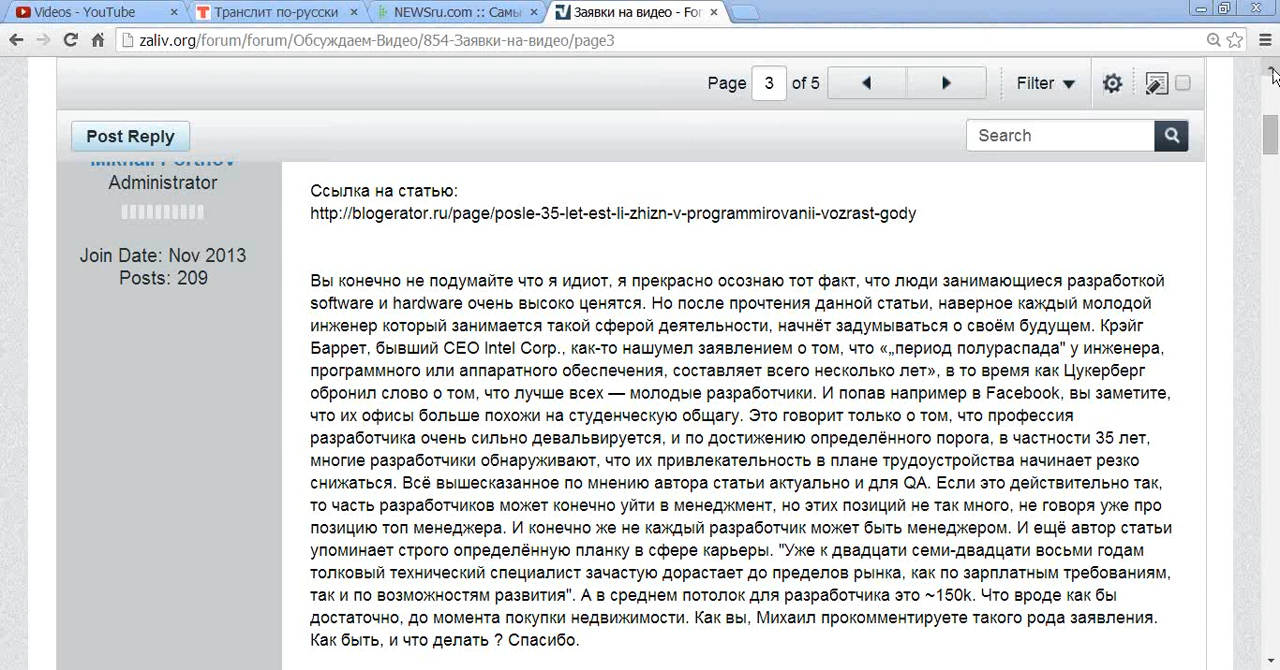 Videos - YouTube
Транслит по-русски
NEWSru.com :: Самы
Заявки на видео - For
zaliv.org/forum/forum/Обсуждаем-Видео/854-Заявки-на-видео/page3
Page 3 of 5
Filter
Post Reply
Search
Mikhail Portnov
Administrator
Join Date: Nov 2013
Posts: 209
Ссылка на статью:
http://blogerator.ru/page/posle-35-let-est-li-zhizn-v-programmirovanii-vozrast-gody
Вы конечно не подумайте что я идиот, я прекрасно осознаю тот факт, что люди занимающиеся разработкой
software и hardware очень высоко ценятся. Но после прочтения данной статьи, наверное каждый молодой
инженер который занимается такой сферой деятельности, начнёт задумываться о своём будущем. Крэйг
Баррет, бывший CEO Intel Corp., как-то нашумел заявлением о том, что «„период полураспада" у инженера,
программного или аппаратного обеспечения, составляет всего несколько лет», в то время как Цукерберг
обронил слово о том, что лучше всех — молодые разработчики. И попав например в Facebook, вы заметите,
что их офисы больше похожи на студенческую общагу. Это говорит только о том, что профессия
разработчика очень сильно девальвируется, и по достижению определённого порога, в частности 35 лет,
многие разработчики обнаруживают, что их привлекательность в плане трудоустройства начинает резко
снижаться. Всё вышесказанное по мнению автора статьи актуально и для QA. Если это действительно так,
то часть разработчиков может конечно уйти в менеджмент, но этих позиций не так много, не говоря уже про
позицию топ менеджера. И конечно же не каждый разработчик может быть менеджером. И ещё автор статьи
упоминает строго определённую планку в сфере карьеры. "Уже к двадцати семи-двадцати восьми годам
толковый технический специалист зачастую дорастает до пределов рынка, как по зарплатным требованиям,
так и по возможностям развития". А в среднем потолок для разработчика это ~150k. Что вроде как бы
достаточно, до момента покупки недвижимости. Как вы, Михаил прокомментируете такого рода заявления.
Как быть, и что делать ? Спасибо.